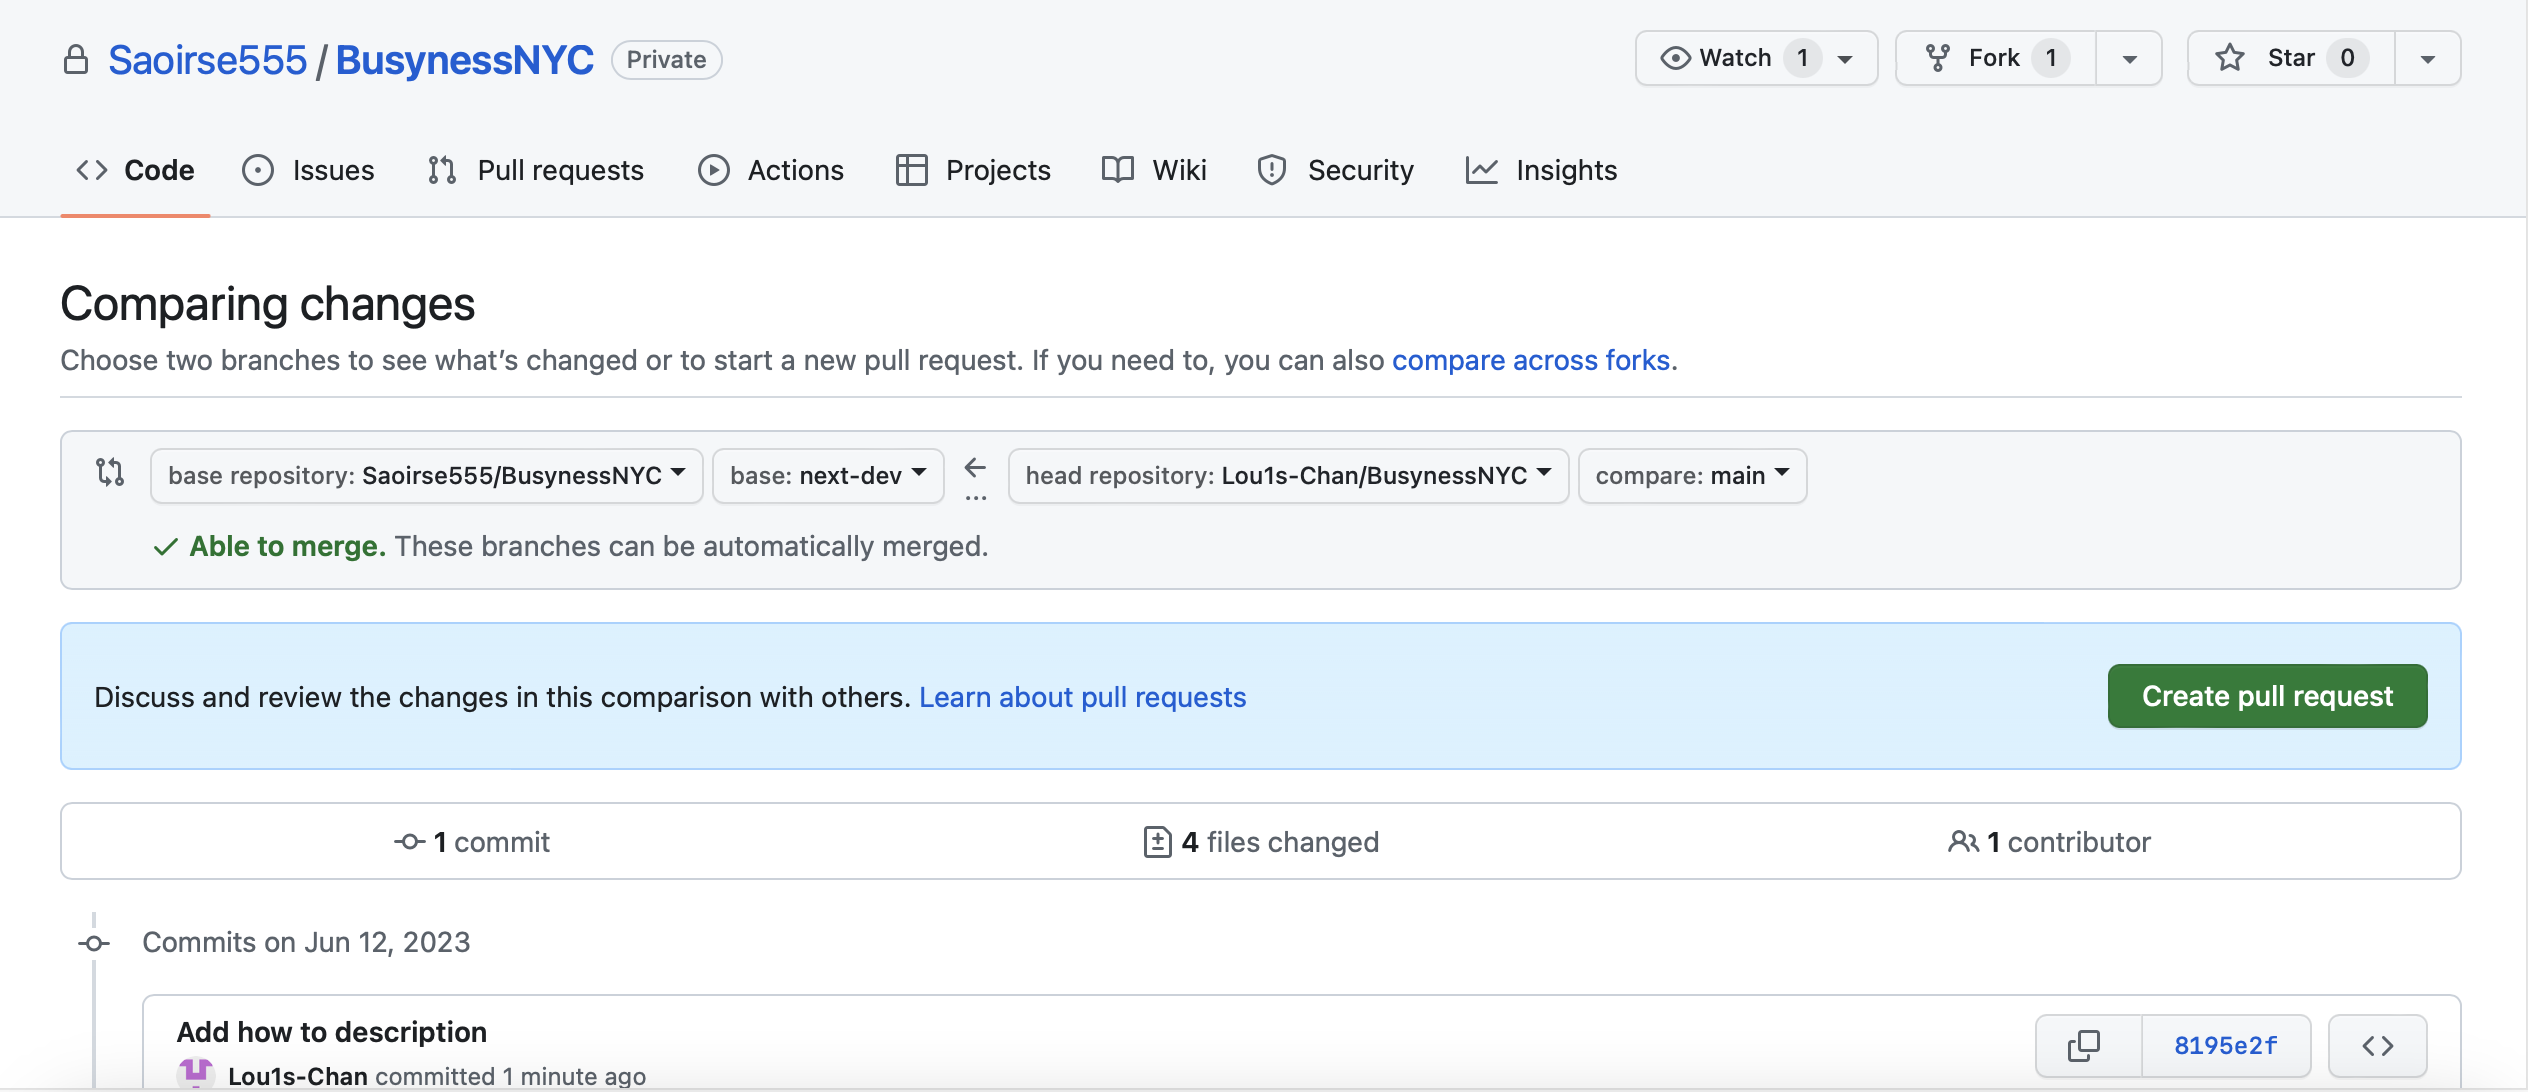 Saoirse555 / BusynessNYC Private
Watch 1 Fork 1 Star 0
Code Issues Pull requests Actions Projects Wiki Security Insights
Comparing changes
Choose two branches to see what’s changed or to start a new pull request. If you need to, you can also compare across forks.
base repository: Saoirse555/BusynessNYC base: next-dev ... head repository: Lou1s-Chan/BusynessNYC compare: main
Able to merge. These branches can be automatically merged.
Discuss and review the changes in this comparison with others. Learn about pull requests
Create pull request
1 commit 4 files changed 1 contributor
Commits on Jun 12, 2023
Add how to description
8195e2f
Lou1s-Chan committed 1 minute ago